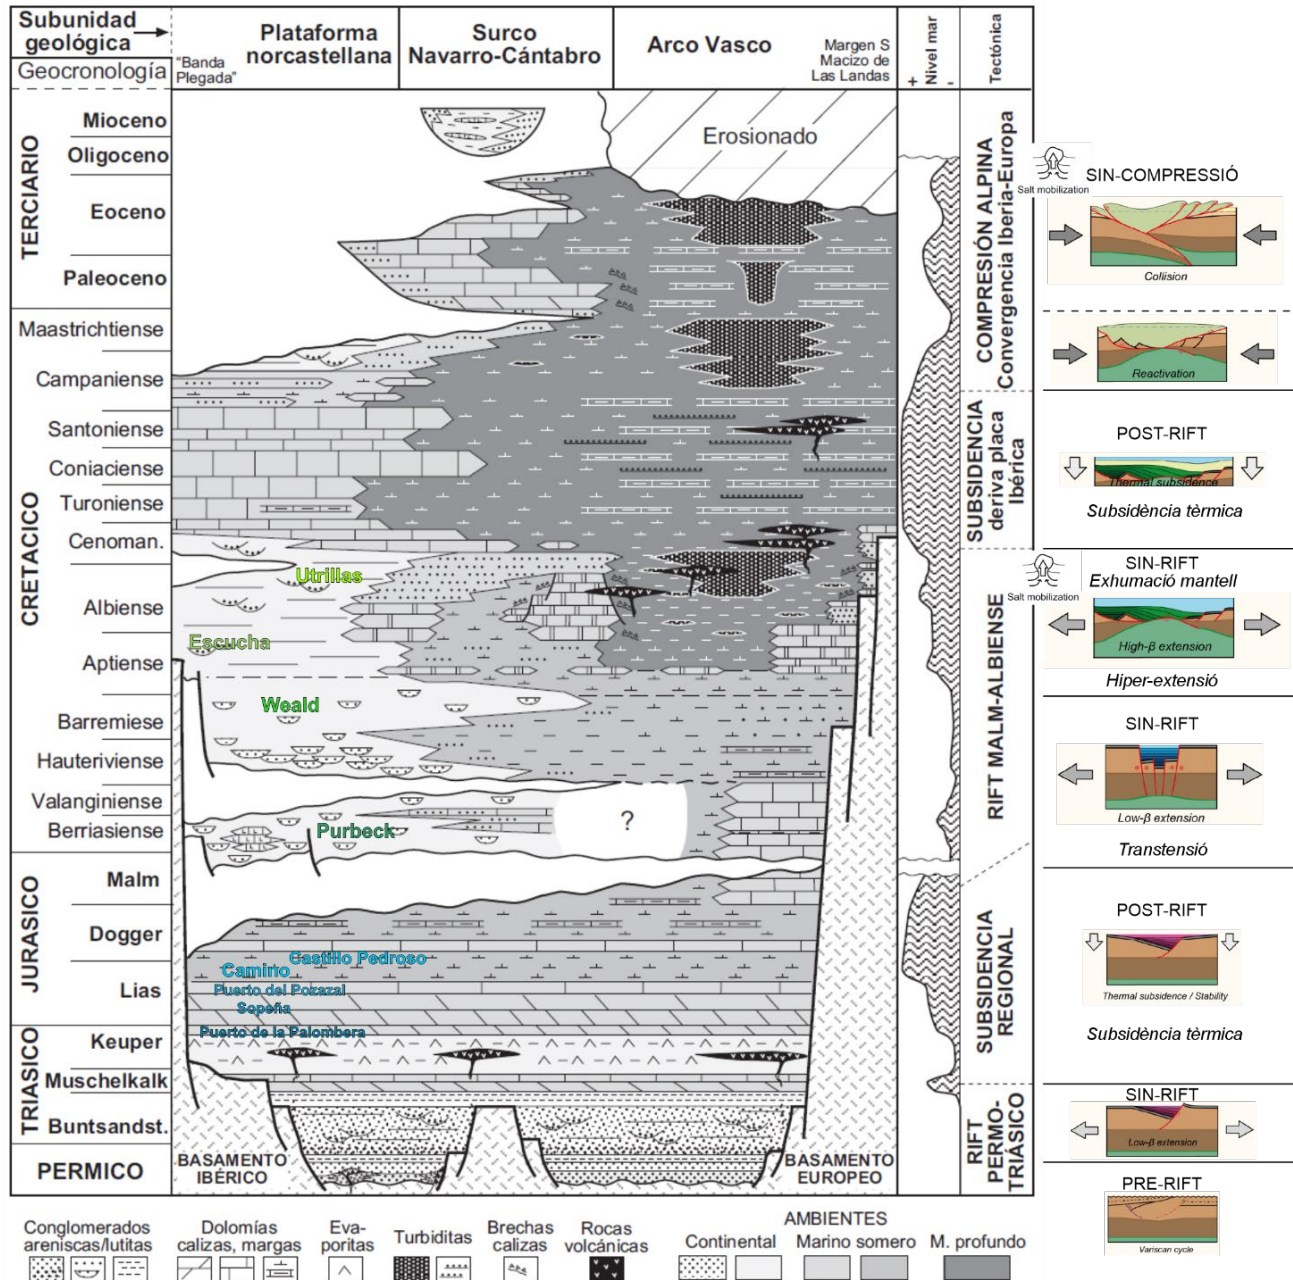 Subunidad
geológica
Geocronología
"Banda
Plegada"
Plataforma
norcastellana
Surco
Navarro-Cántabro
Arco Vasco
Margen S
Macizo de
Las Landas
+ Nivel mar -
Tectónica
TERCIARIO
Mioceno
Oligoceno
Eoceno
Paleoceno
CRETACICO
Maastrichtiense
Campaniense
Santoniense
Coniaciense
Turoniense
Cenoman.
Albiense
Aptiense
Barremiese
Hauteriviense
Valanginiense
Berriasiense
JURASICO
Malm
Dogger
Lias
TRIASICO
Keuper
Muschelkalk
Buntsandst.
PERMICO
Erosionado
Utrillas
Escucha
Weald
Purbeck
?
Castillo Pedroso
Camino
Puerto del Pozazal
Sopeña
Puerto de la Palombera
BASAMENTO
IBÉRICO
BASAMENTO
EUROPEO
COMPRESIÓN ALPINA
Convergencia Iberia-Europa
SUBSIDENCIA
deriva placa
Ibérica
RIFT MALM-ALBIENSE
SUBSIDENCIA
REGIONAL
RIFT
PERMO-
TRIÁSICO
Salt mobilization
SIN-COMPRESSIÓ
Collision
Reactivation
POST-RIFT
Thermal subsidence
Subsidència tèrmica
SIN-RIFT
Exhumació mantell
Salt mobilization
High-β extension
Hiper-extensió
SIN-RIFT
Low-β extension
Transtensió
POST-RIFT
Thermal subsidence / Stability
Subsidència tèrmica
SIN-RIFT
Low-β extension
PRE-RIFT
Variscan cycle
Conglomerados
areniscas/lutitas
Dolomías
calizas, margas
Eva-
poritas
Turbiditas
Brechas
calizas
Rocas
volcánicas
AMBIENTES
Continental
Marino somero
M. profundo